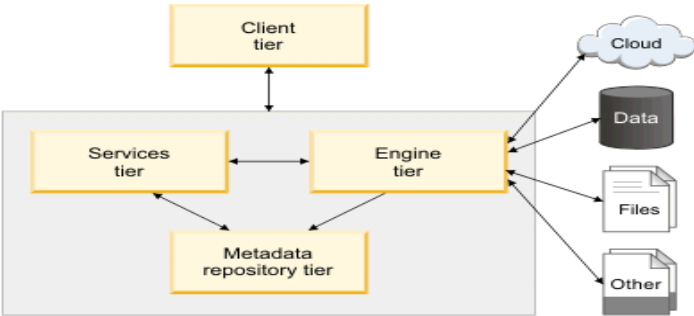 Client
tier
Cloud
Data
Services
tier
Engine
tier
Files
Metadata
repository tier
Other